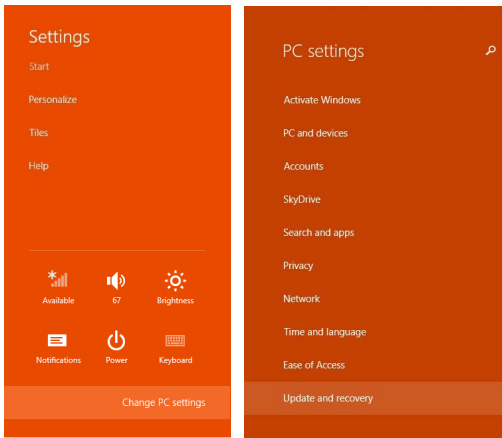 Settings
Start
Personalize
Tiles
Help
Available
67
Brightness
Notifications
Power
Keyboard
Change PC settings
PC settings
Activate Windows
PC and devices
Accounts
SkyDrive
Search and apps
Privacy
Network
Time and language
Ease of Access
Update and recovery